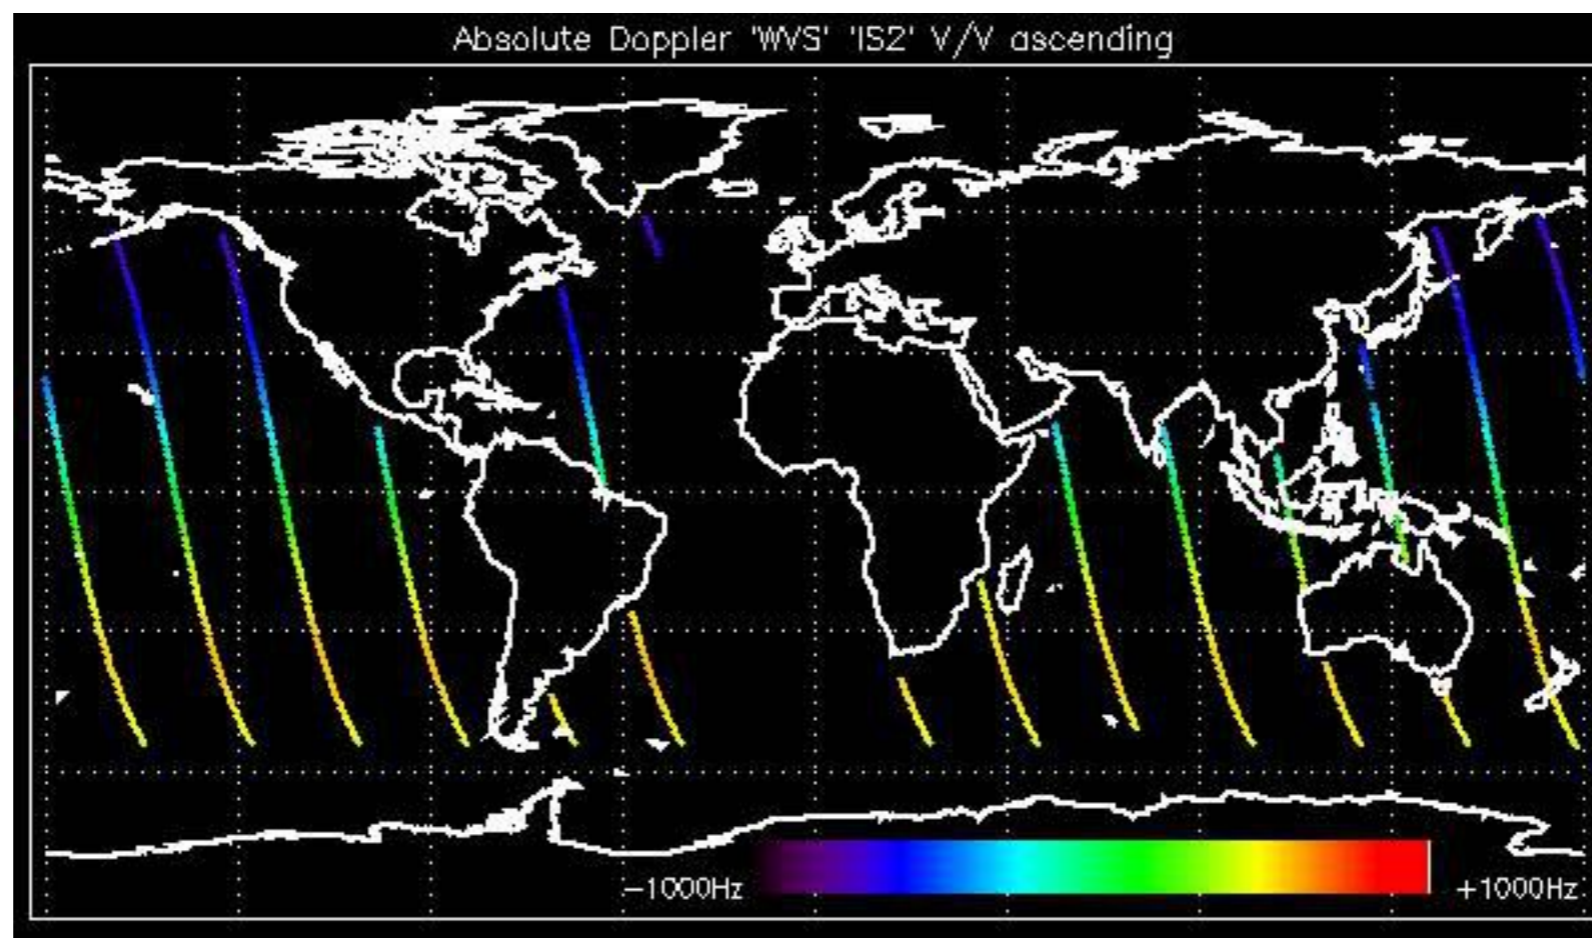 Absolute Doppler 'WVS' 'IS2' V/V ascending
-1000Hz +1000Hz